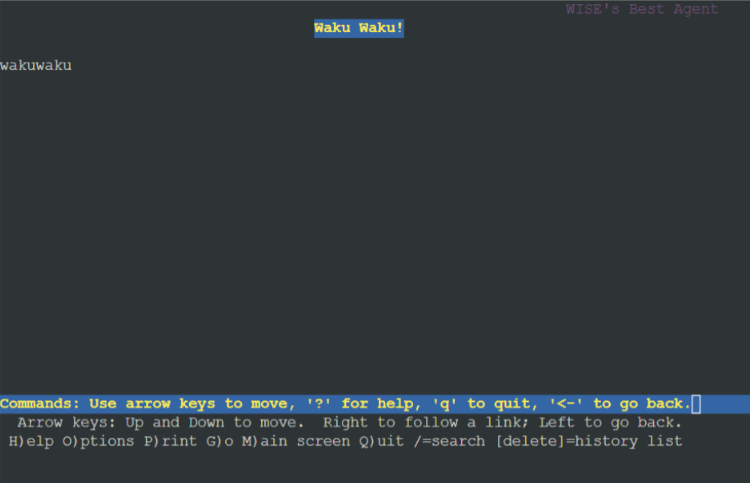 WISE's Best Agent
Waku Waku!
wakuwaku
Commands: Use arrow keys to move, '?' for help, 'q' to quit, '<-' to go back.
Arrow keys: Up and Down to move.  Right to follow a link; Left to go back.
H)elp O)ptions P)rint G)o M)ain screen Q)uit /=search [delete]=history list